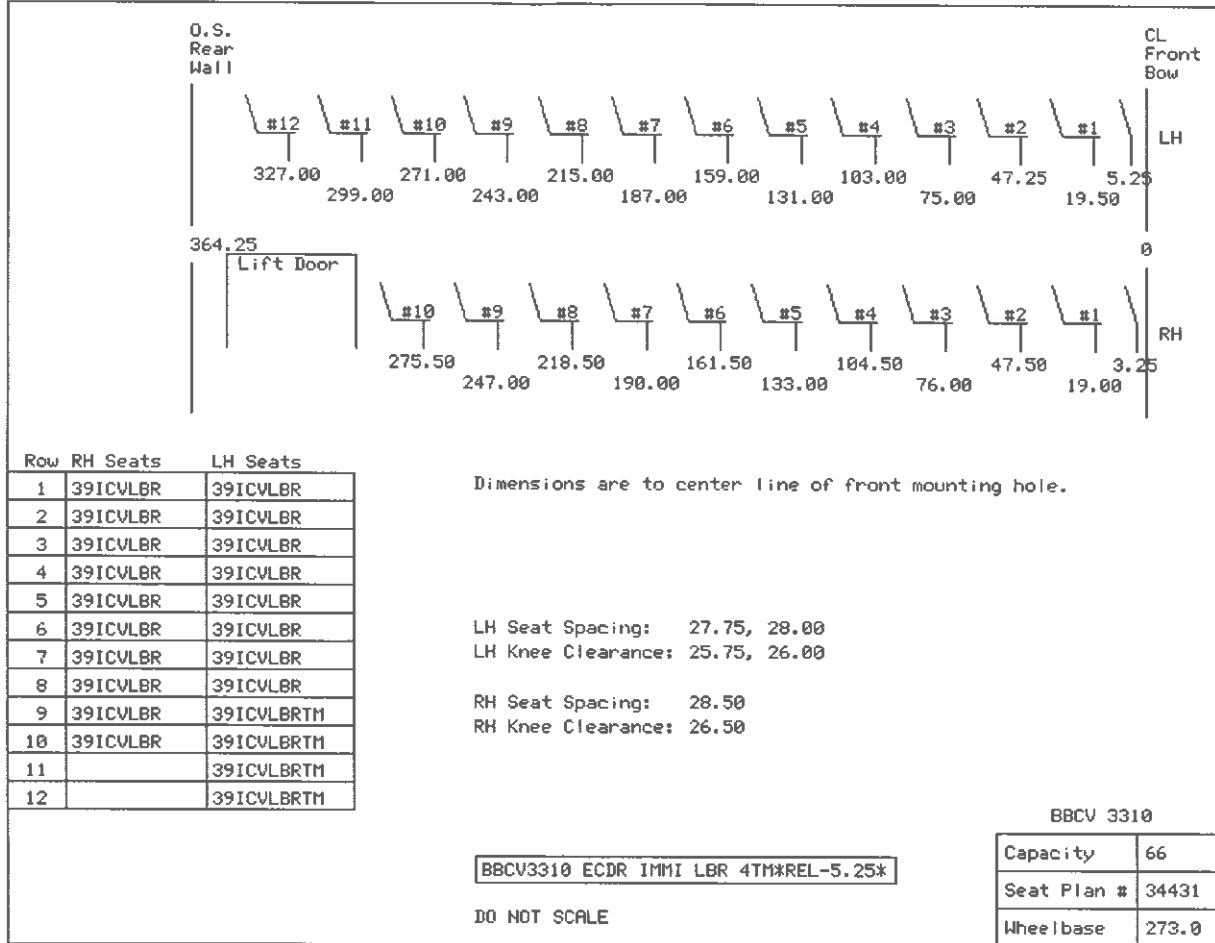 O.S. Rear Wall
CL Front Bow
#12 #11 #10 #9 #8 #7 #6 #5 #4 #3 #2 #1 LH
327.00 271.00 215.00 159.00 103.00 47.25 5.25
299.00 243.00 187.00 131.00 75.00 19.50
364.25 0
Lift Door
#10 #9 #8 #7 #6 #5 #4 #3 #2 #1 RH
275.50 218.50 161.50 104.50 47.50 3.25
247.00 190.00 133.00 76.00 19.00
Row RH Seats LH Seats
1 39ICVLBR 39ICVLBR
2 39ICVLBR 39ICVLBR
3 39ICVLBR 39ICVLBR
4 39ICVLBR 39ICVLBR
5 39ICVLBR 39ICVLBR
6 39ICVLBR 39ICVLBR
7 39ICVLBR 39ICVLBR
8 39ICVLBR 39ICVLBR
9 39ICVLBR 39ICVLBRTM
10 39ICVLBR 39ICVLBRTM
11 39ICVLBRTM
12 39ICVLBRTM
Dimensions are to center line of front mounting hole.
LH Seat Spacing: 27.75, 28.00
LH Knee Clearance: 25.75, 26.00
RH Seat Spacing: 28.50
RH Knee Clearance: 26.50
BBCV3310 ECDR IMMI LBR 4TM*REL-5.25*
DO NOT SCALE
BBCV 3310
Capacity 66
Seat Plan # 34431
Wheelbase 273.0